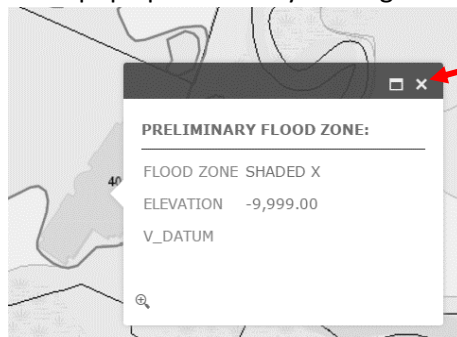 40
PRELIMINARY FLOOD ZONE:
FLOOD ZONE SHADED X
ELEVATION -9,999.00
V_DATUM